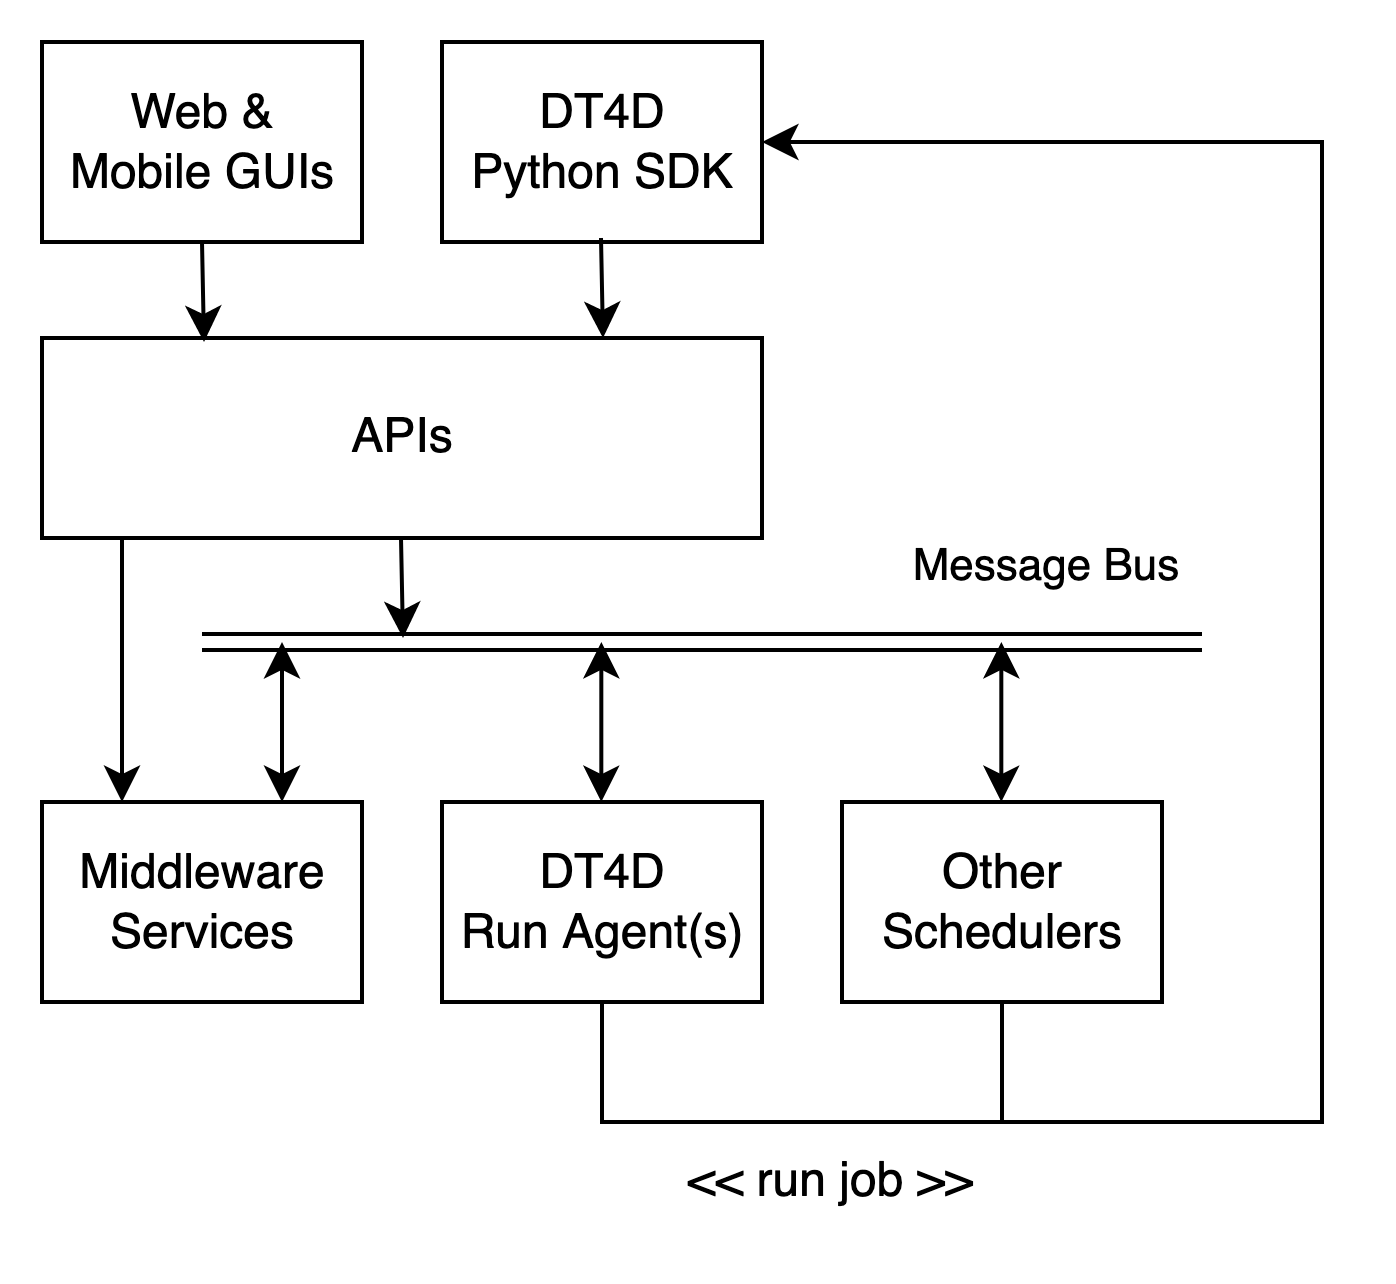 Web &
Mobile GUIs
DT4D
Python SDK
APIs
Message Bus
Middleware
Services
DT4D
Run Agent(s)
Other
Schedulers
<< run job >>